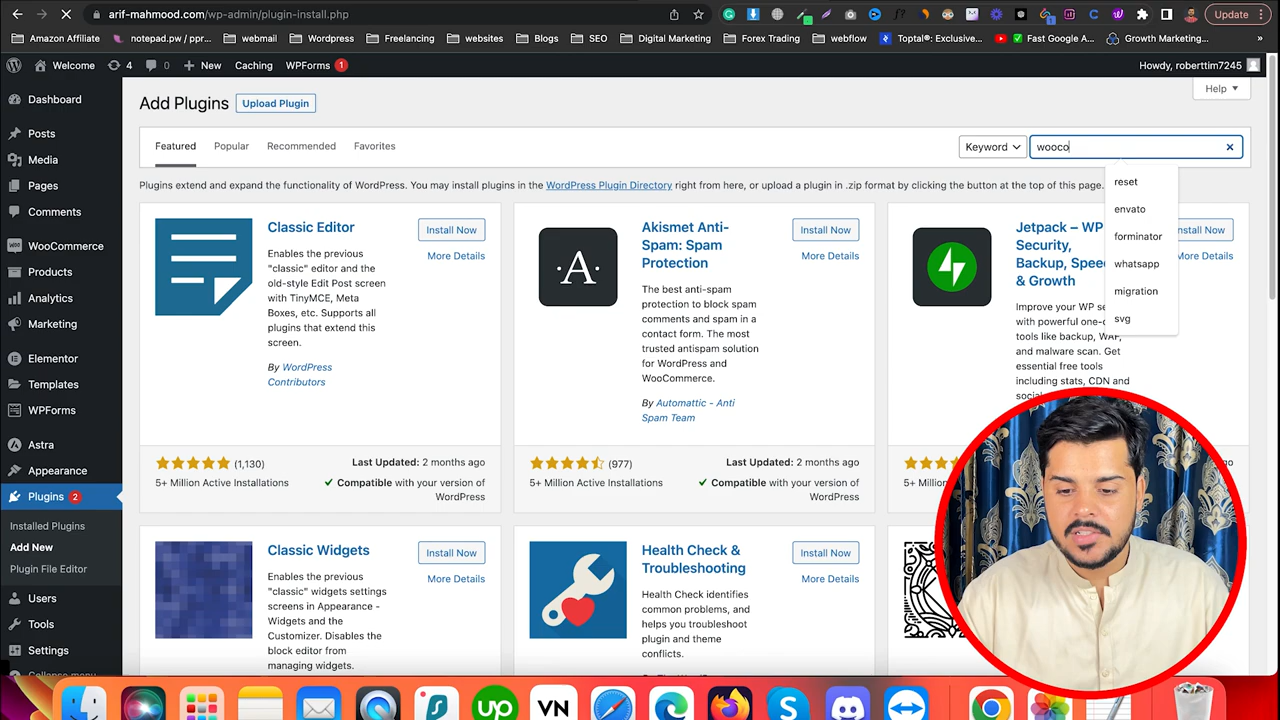 arif-mahmood.com/wp-admin/plugin-install.php
Update
Amazon Affiliate
notepad.pw / ppr...
webmail
Wordpress
Freelancing
websites
Blogs
SEO
Digital Marketing
Forex Trading
webflow
Toptal®: Exclusive...
Fast Google A...
Growth Marketing...
»
Welcome
4
0
New
Caching
WPForms
1
Howdy, roberttim7245
Help
Dashboard
Posts
Media
Pages
Comments
WooCommerce
Products
Analytics
Marketing
Elementor
Templates
WPForms
Astra
Appearance
Plugins 2
Installed Plugins
Add New
Plugin File Editor
Users
Tools
Settings
Collapse menu
Add Plugins
Upload Plugin
Featured
Popular
Recommended
Favorites
Keyword
wooco
reset
envato
forminator
whatsapp
migration
svg
Plugins extend and expand the functionality of WordPress. You may install plugins in the WordPress Plugin Directory right from here, or upload a plugin in .zip format by clicking the button at the top of this page.
Classic Editor
Install Now
More Details
Enables the previous
"classic" editor and the
old-style Edit Post screen
with TinyMCE, Meta
Boxes, etc. Supports all
plugins that extend this
screen.
By WordPress
Contributors
(1,130)
5+ Million Active Installations
Last Updated: 2 months ago
Compatible with your version of
WordPress
Akismet Anti-
Spam: Spam
Protection
A
Install Now
More Details
The best anti-spam
protection to block spam
comments and spam in a
contact form. The most
trusted antispam solution
for WordPress and
WooCommerce.
By Automattic - Anti
Spam Team
(977)
5+ Million Active Installations
Last Updated: 2 months ago
Compatible with your version of
WordPress
Jetpack – WP
Security,
Backup, Speed
& Growth
Install Now
More Details
Improve your WP
with powerful one-c
tools like backup, WAF,
and malware scan. Get
essential free tools
including stats, CDN and
social
5+ M
ago
Classic Widgets
Install Now
More Details
Enables the previous
"classic" widgets settings
screens in Appearance -
Widgets and the
Customizer. Disables the
block editor from
managing widgets.
Health Check &
Troubleshooting
Install Now
More Details
Health Check identifies
common problems, and
helps you troubleshoot
plugin and theme
conflicts.
up
VN